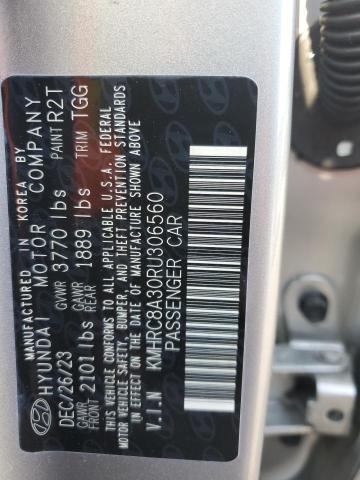 MANUFACTURED BY IN KOREA BY
HYUNDAI MOTOR COMPANY
DEC/26/23 GVWR 3770 lbs PAINT R2T
GAWR FRONT 2101 lbs GAWR REAR 1889 lbs TRIM TGG
THIS VEHICLE CONFORMS TO ALL APPLICABLE U.S.A. FEDERAL
MOTOR VEHICLE SAFETY, BUMPER, AND THEFT PREVENTION STANDARDS
IN EFFECT ON THE DATE OF MANUFACTURE SHOWN ABOVE
V.I.N KMHRC8A30RU306560
PASSENGER CAR